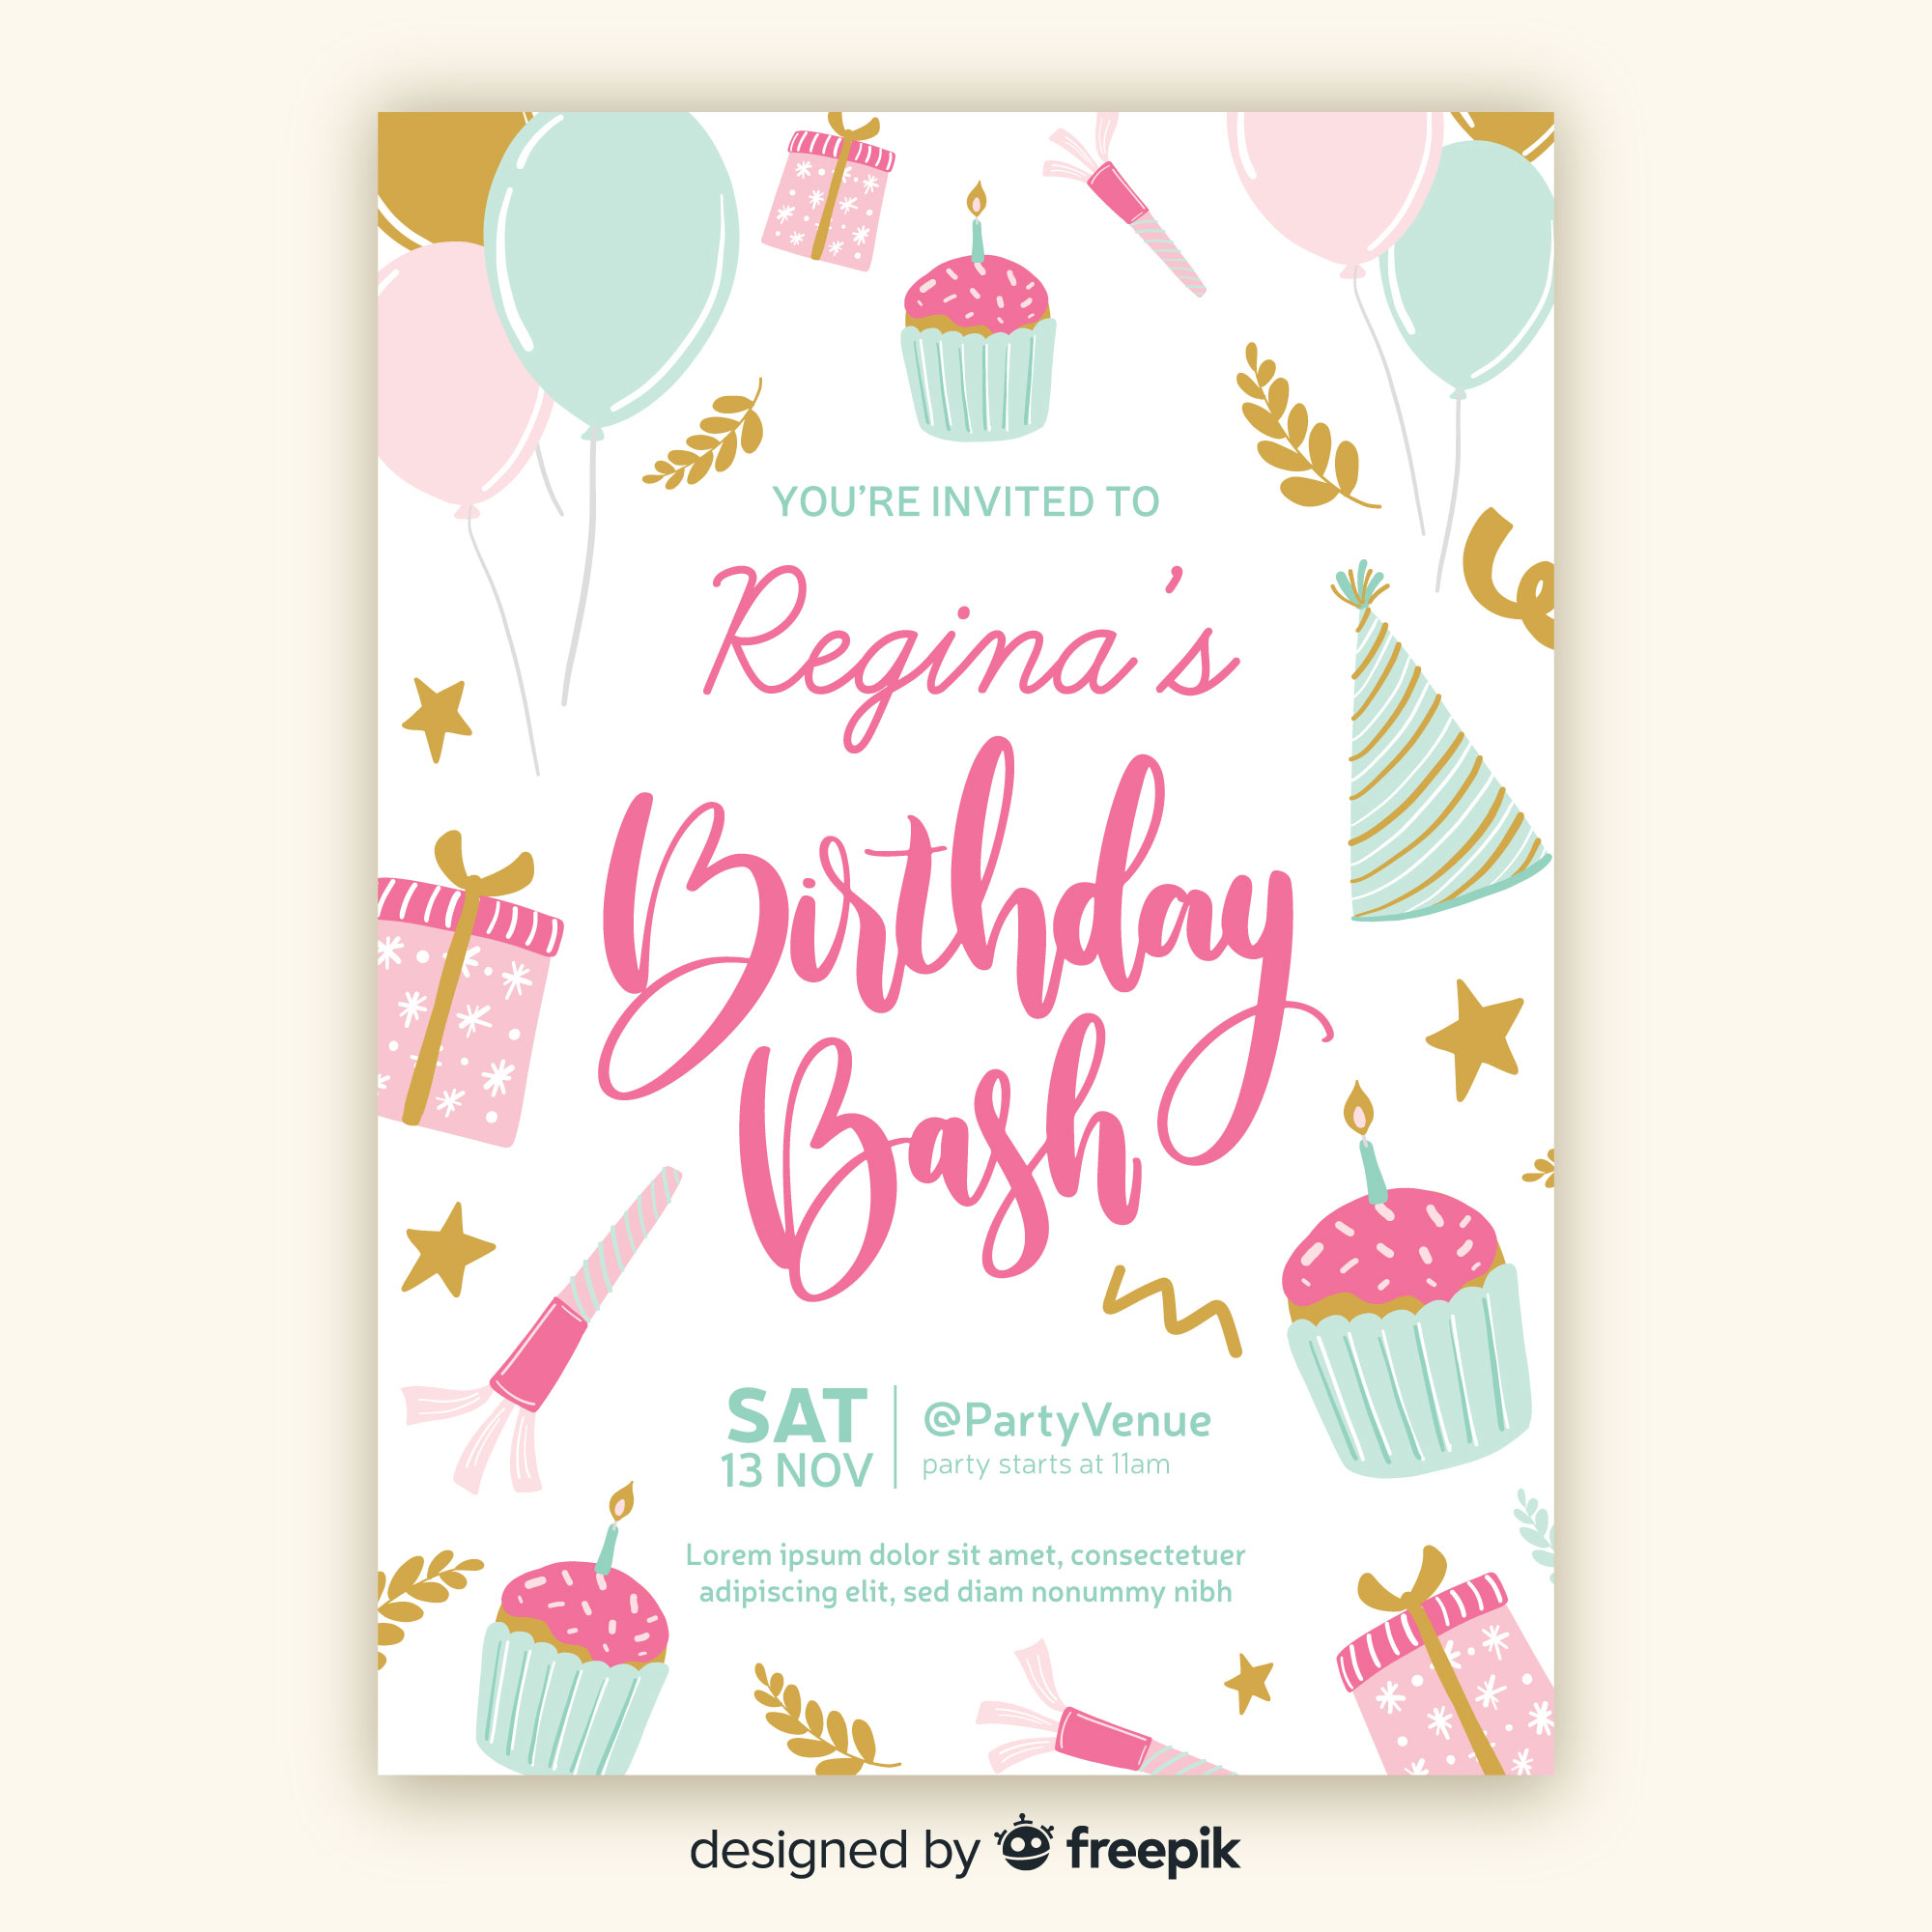 YOU'RE INVITED TO
Regina's
Birthday
Bash
SAT
13 NOV
@PartyVenue
party starts at 11am
Lorem ipsum dolor sit amet, consectetuer
adipiscing elit, sed diam nonummy nibh
designed by freepik